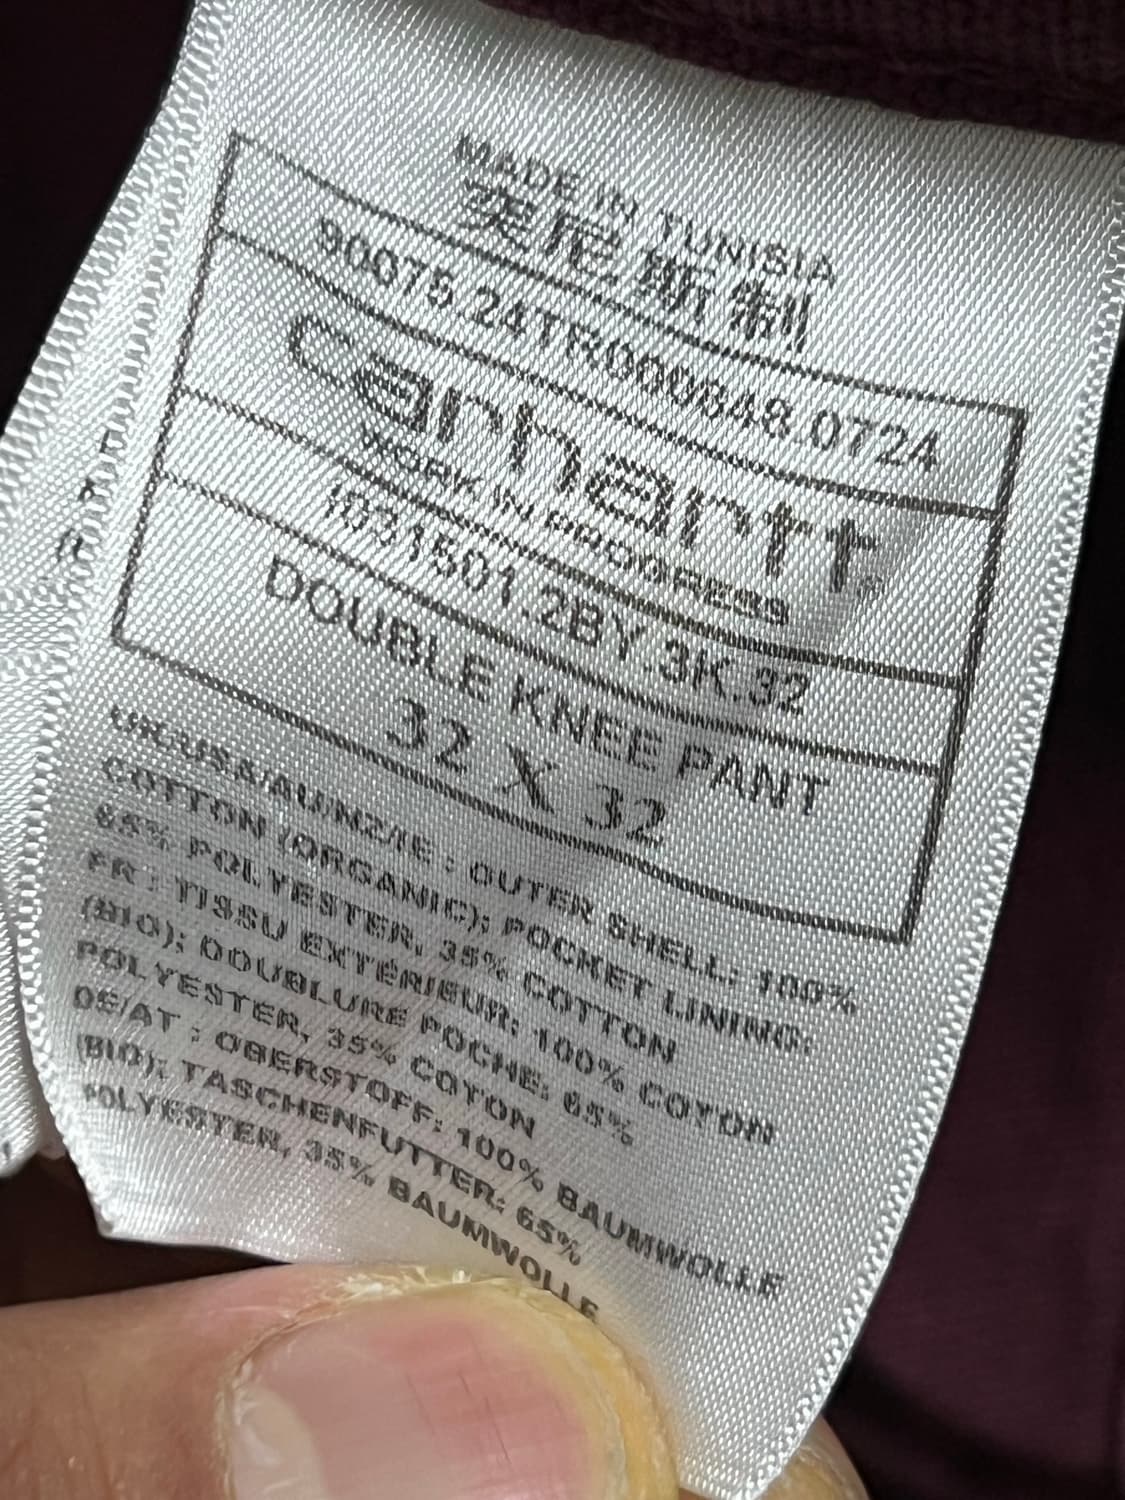 MADE IN TUNISIA
突尼斯制
90075.24TR000848.0724
carhartt
WORK IN PROGRESS
I031501.2BY.3K.32
DOUBLE KNEE PANT
32 X 32
UK/USA/AU/NZ/IE : OUTER SHELL: 100%
COTTON (ORGANIC); POCKET LINING:
65% POLYESTER, 35% COTTON
FR : TISSU EXTÉRIEUR: 100% COTON
(BIO); DOUBLURE POCHE: 65%
POLYESTER, 35% COTON
DE/AT : OBERSTOFF: 100% BAUMWOLLE
(BIO); TASCHENFUTTER: 65%
POLYESTER, 35% BAUMWOLLE